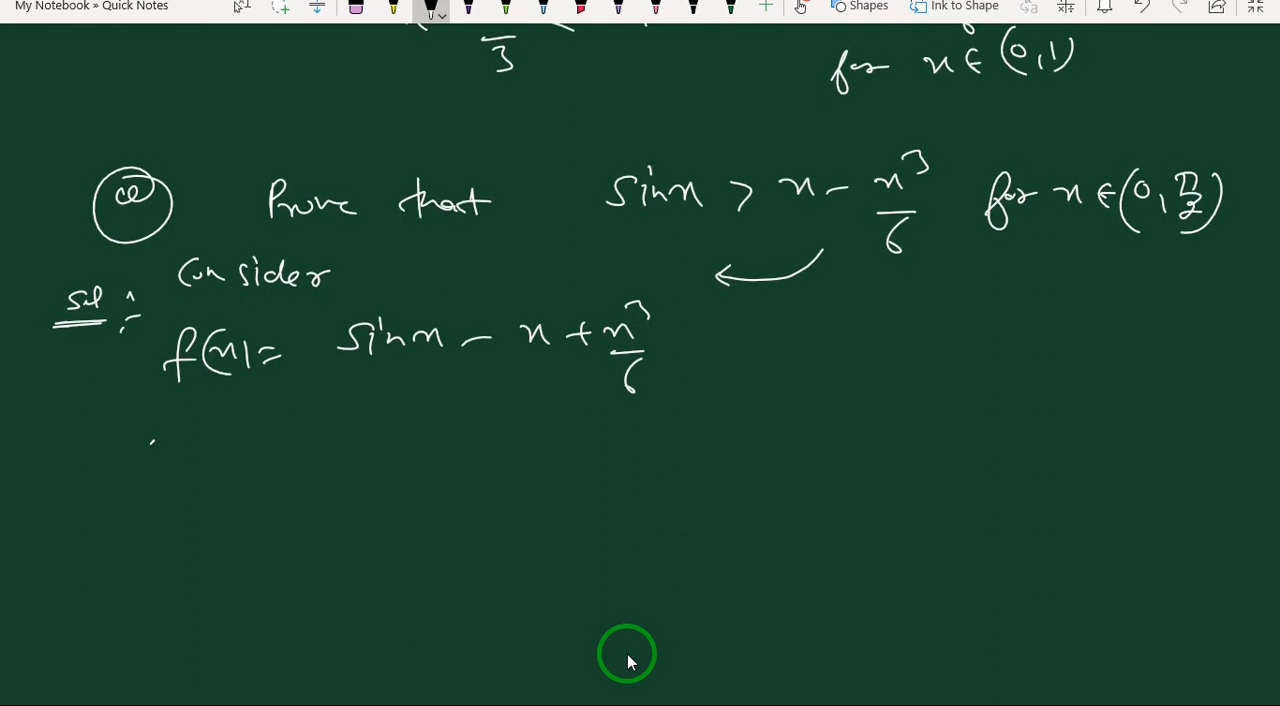 My Notebook » Quick Notes Shapes Ink to Shape
3 for x ∈ (0,1)
Q Prove that sinx > x - x³/6 for x ∈ (0, π/2)
Consider
Sol :-
f(x) = sinx - x + x³/6